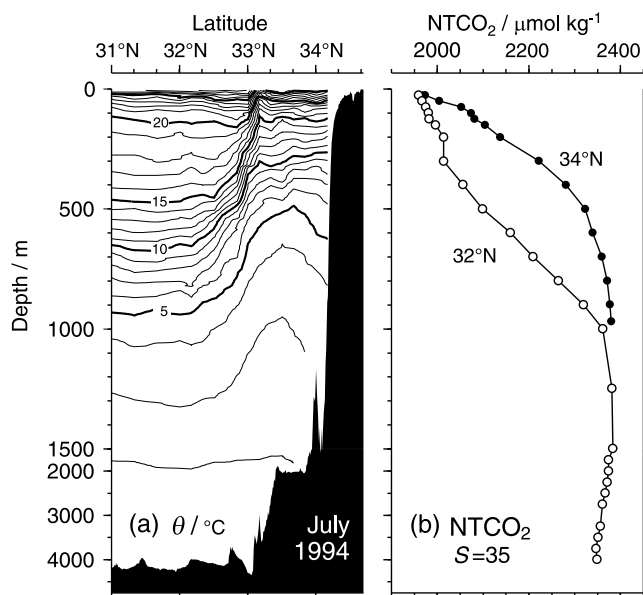 Latitude
31°N 32°N 33°N 34°N
NTCO₂ / μmol kg⁻¹
2000 2200 2400
Depth / m
0
500
1000
1500
2000
3000
4000
20
15
10
5
34°N
32°N
(a) θ / °C
July
1994
(b) NTCO₂
S=35